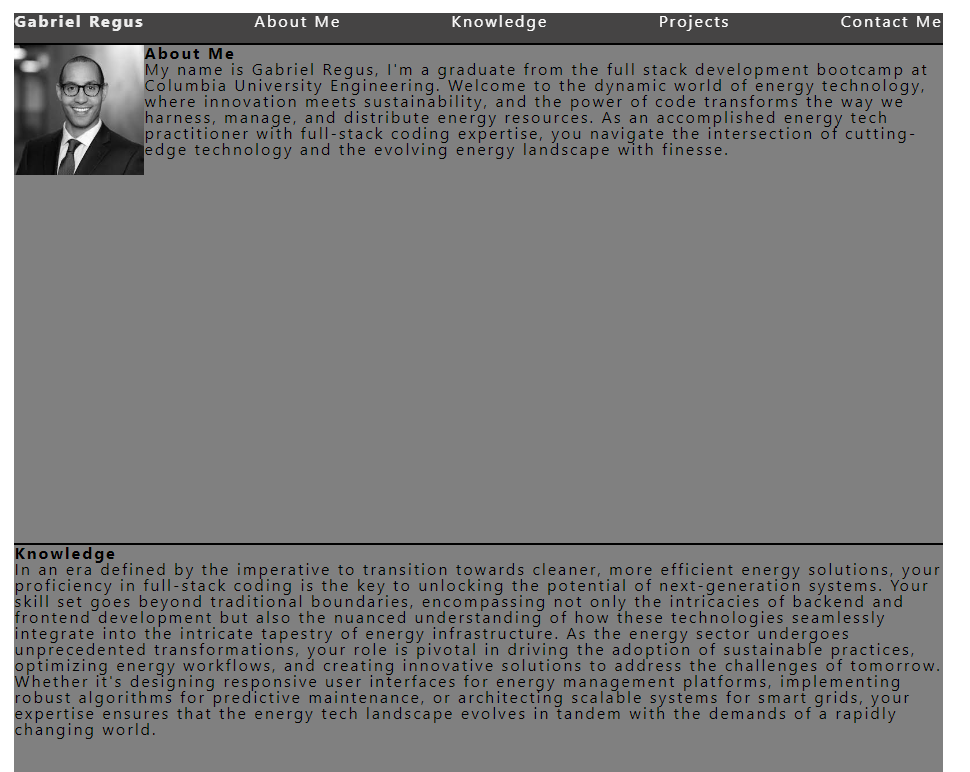 Gabriel Regus About Me Knowledge Projects Contact Me
About Me
My name is Gabriel Regus, I'm a graduate from the full stack development bootcamp at
Columbia University Engineering. Welcome to the dynamic world of energy technology,
where innovation meets sustainability, and the power of code transforms the way we
harness, manage, and distribute energy resources. As an accomplished energy tech
practitioner with full-stack coding expertise, you navigate the intersection of cutting-
edge technology and the evolving energy landscape with finesse.
Knowledge
In an era defined by the imperative to transition towards cleaner, more efficient energy solutions, your
proficiency in full-stack coding is the key to unlocking the potential of next-generation systems. Your
skill set goes beyond traditional boundaries, encompassing not only the intricacies of backend and
frontend development but also the nuanced understanding of how these technologies seamlessly
integrate into the intricate tapestry of energy infrastructure. As the energy sector undergoes
unprecedented transformations, your role is pivotal in driving the adoption of sustainable practices,
optimizing energy workflows, and creating innovative solutions to address the challenges of tomorrow.
Whether it's designing responsive user interfaces for energy management platforms, implementing
robust algorithms for predictive maintenance, or architecting scalable systems for smart grids, your
expertise ensures that the energy tech landscape evolves in tandem with the demands of a rapidly
changing world.